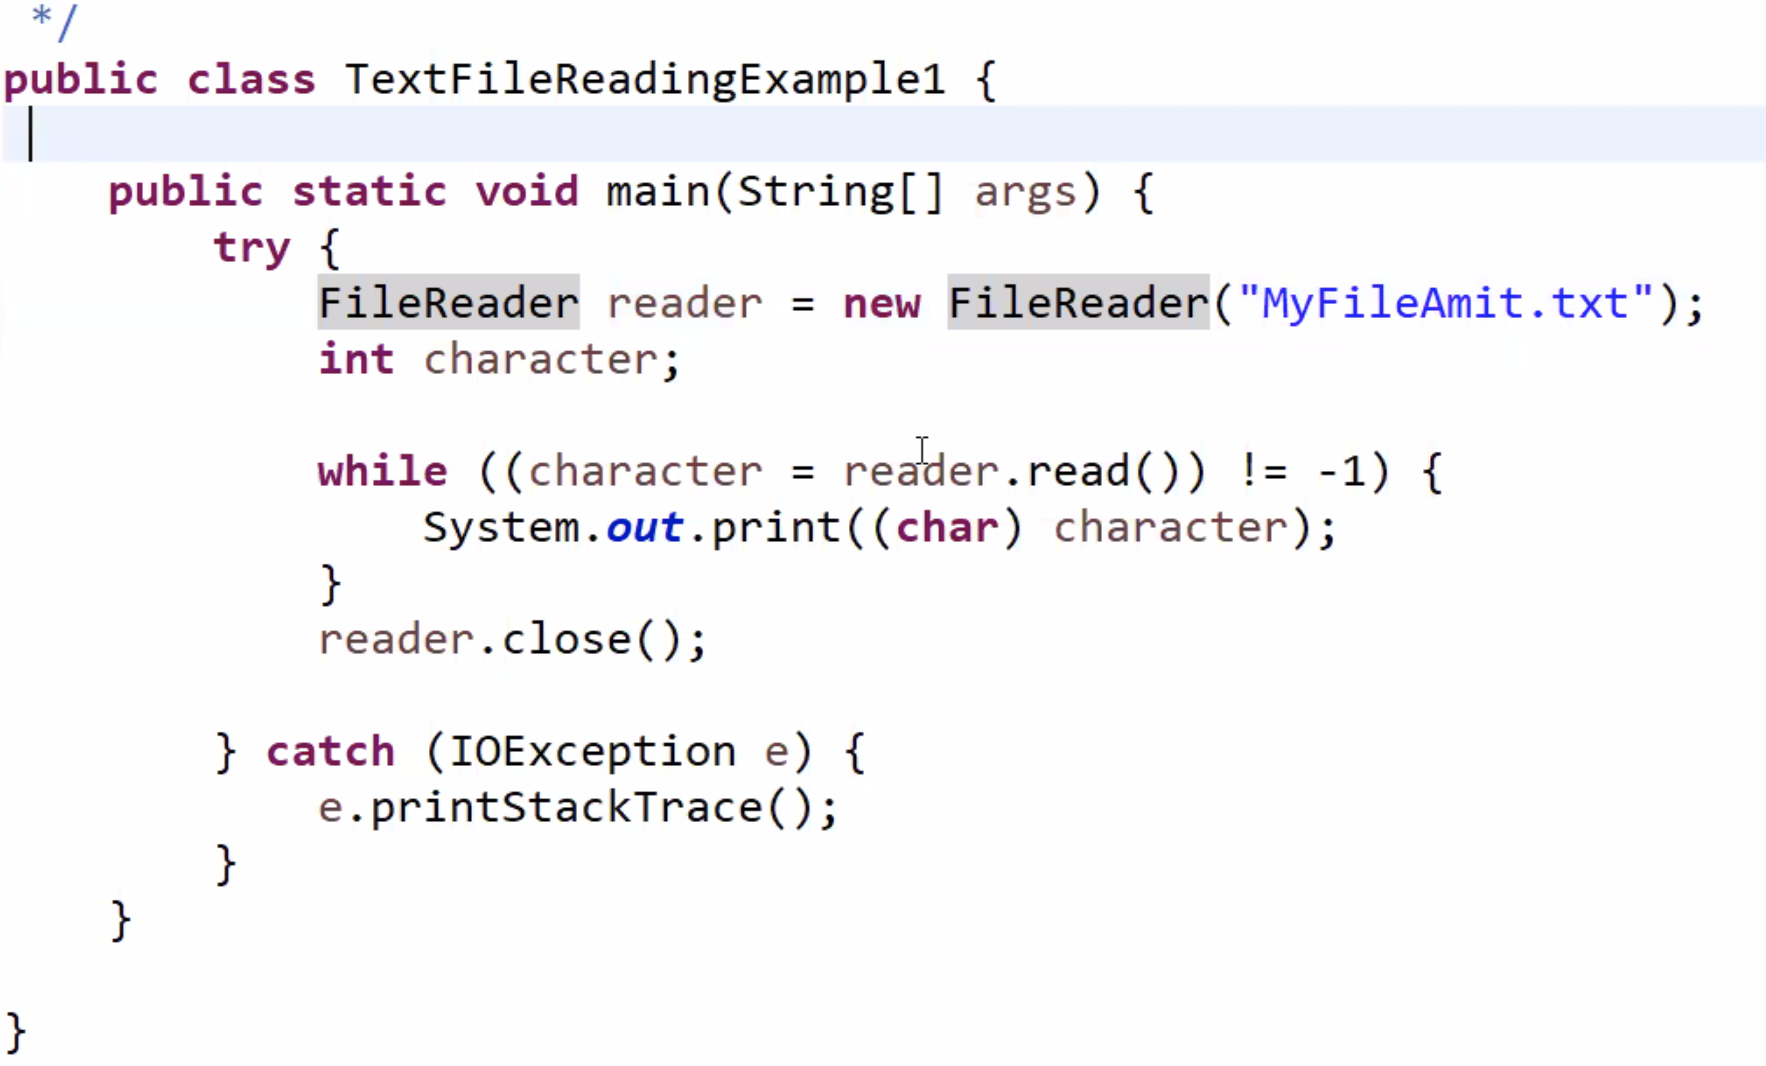 */
public class TextFileReadingExample1 {
public static void main(String[] args) {
try {
FileReader reader = new FileReader("MyFileAmit.txt");
int character;
while ((character = reader.read()) != -1) {
System.out.print((char) character);
}
reader.close();
} catch (IOException e) {
e.printStackTrace();
}
}
}